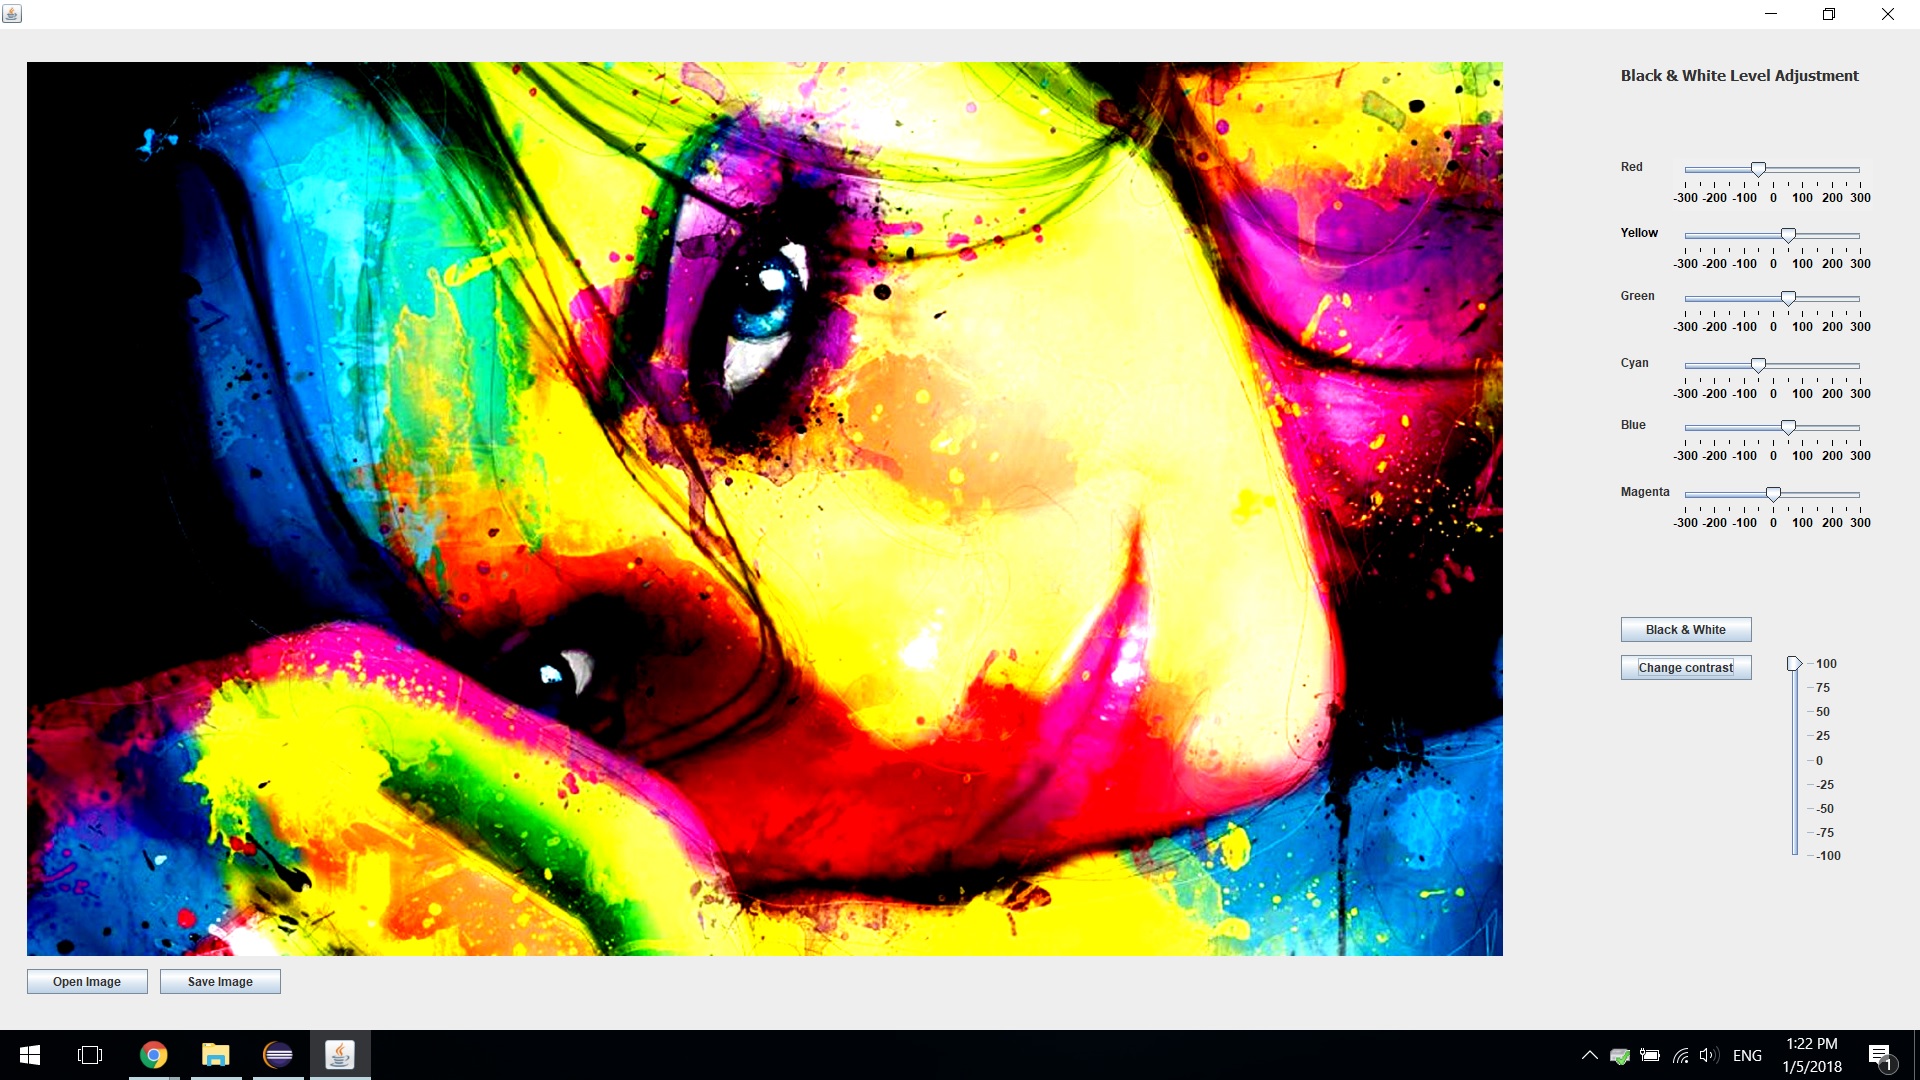 Black & White Level Adjustment
Red
-300 -200 -100 0 100 200 300
Yellow
-300 -200 -100 0 100 200 300
Green
-300 -200 -100 0 100 200 300
Cyan
-300 -200 -100 0 100 200 300
Blue
-300 -200 -100 0 100 200 300
Magenta
-300 -200 -100 0 100 200 300
Black & White
Change contrast
100
75
50
25
0
-25
-50
-75
-100
Open Image Save Image
ENG
1:22 PM
1/5/2018
1